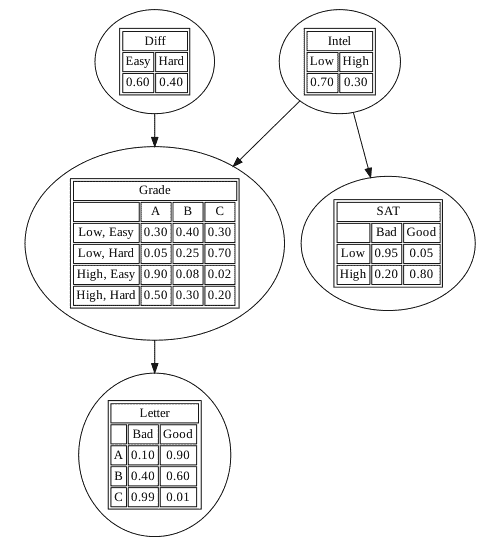 Diff
Easy Hard
0.60 0.40
Intel
Low High
0.70 0.30
Grade
A B C
Low, Easy 0.30 0.40 0.30
Low, Hard 0.05 0.25 0.70
High, Easy 0.90 0.08 0.02
High, Hard 0.50 0.30 0.20
SAT
Bad Good
Low 0.95 0.05
High 0.20 0.80
Letter
Bad Good
A 0.10 0.90
B 0.40 0.60
C 0.99 0.01